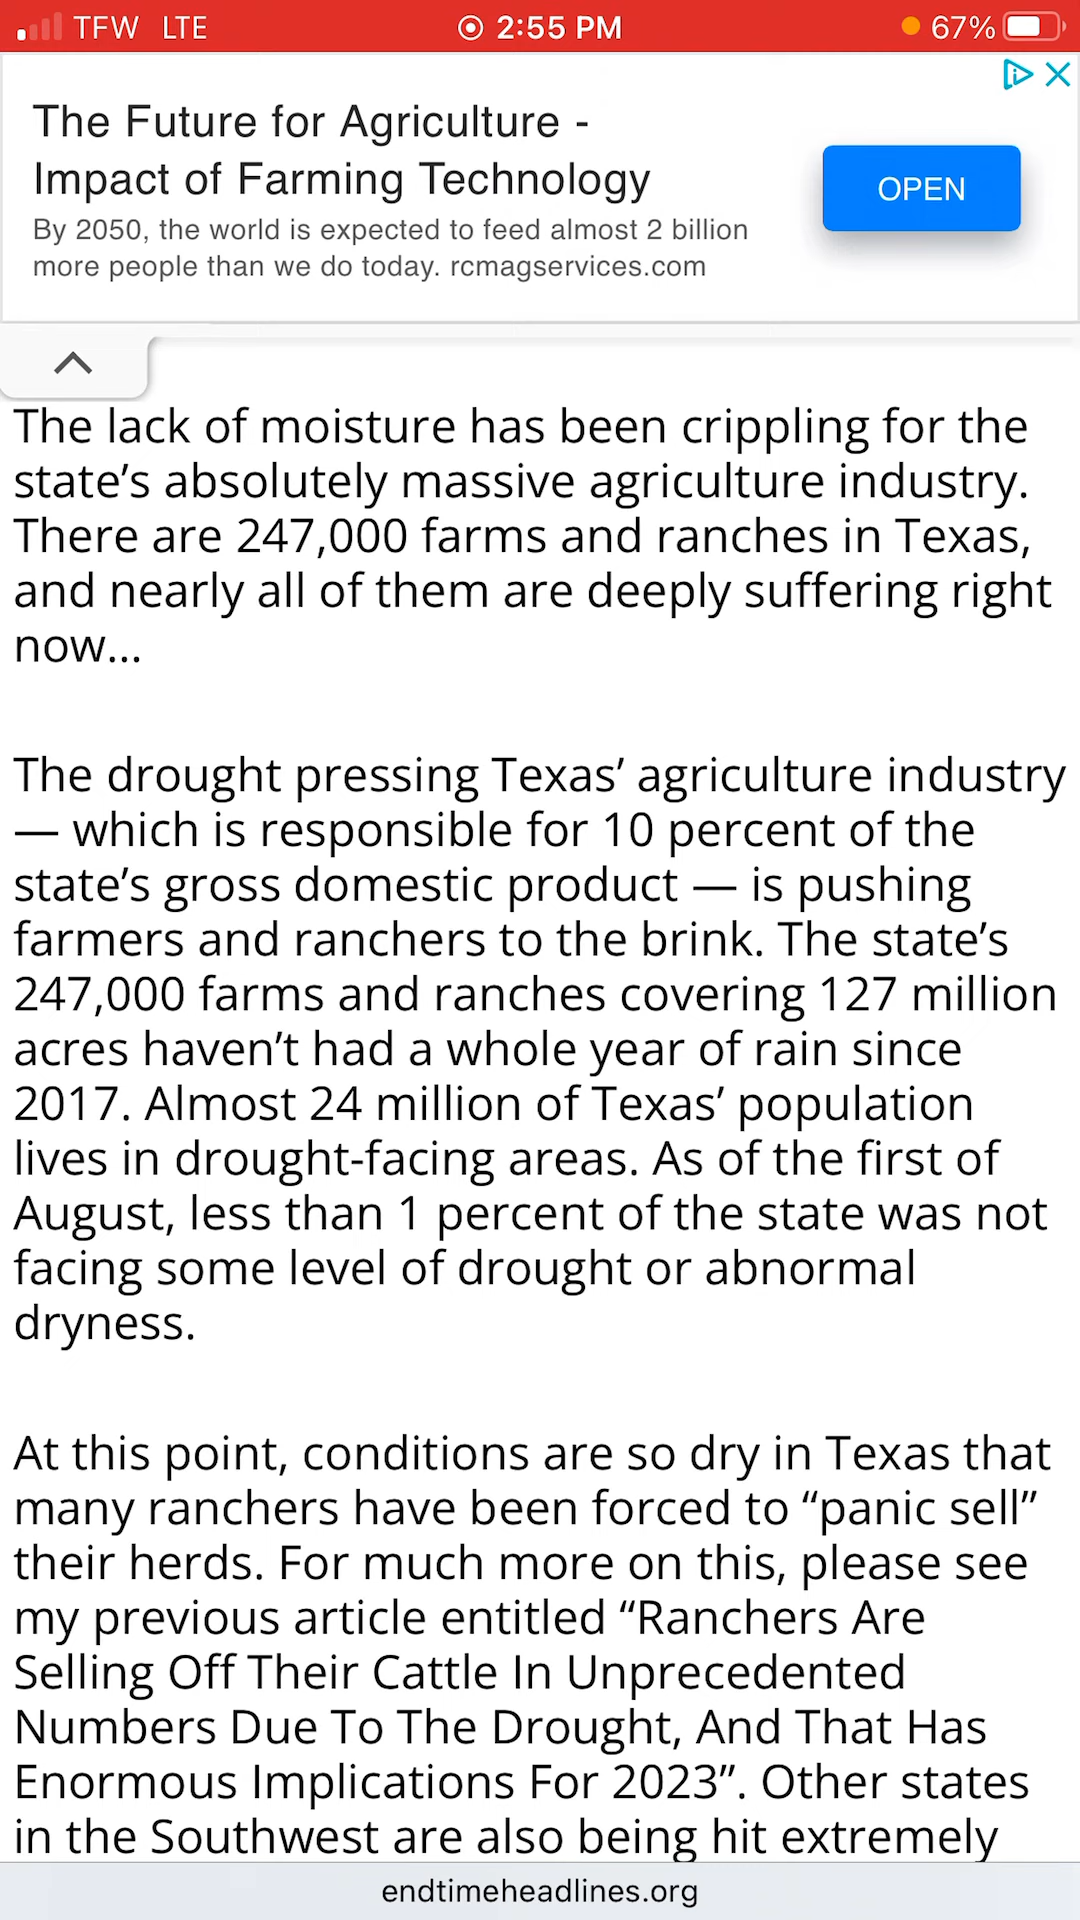 TFW LTE 2:55 PM 67%
The Future for Agriculture -
Impact of Farming Technology
By 2050, the world is expected to feed almost 2 billion
more people than we do today. rcmagservices.com
OPEN
The lack of moisture has been crippling for the
state’s absolutely massive agriculture industry.
There are 247,000 farms and ranches in Texas,
and nearly all of them are deeply suffering right
now...
The drought pressing Texas’ agriculture industry
— which is responsible for 10 percent of the
state’s gross domestic product — is pushing
farmers and ranchers to the brink. The state’s
247,000 farms and ranches covering 127 million
acres haven’t had a whole year of rain since
2017. Almost 24 million of Texas’ population
lives in drought-facing areas. As of the first of
August, less than 1 percent of the state was not
facing some level of drought or abnormal
dryness.
At this point, conditions are so dry in Texas that
many ranchers have been forced to “panic sell”
their herds. For much more on this, please see
my previous article entitled “Ranchers Are
Selling Off Their Cattle In Unprecedented
Numbers Due To The Drought, And That Has
Enormous Implications For 2023”. Other states
in the Southwest are also being hit extremely
endtimeheadlines.org